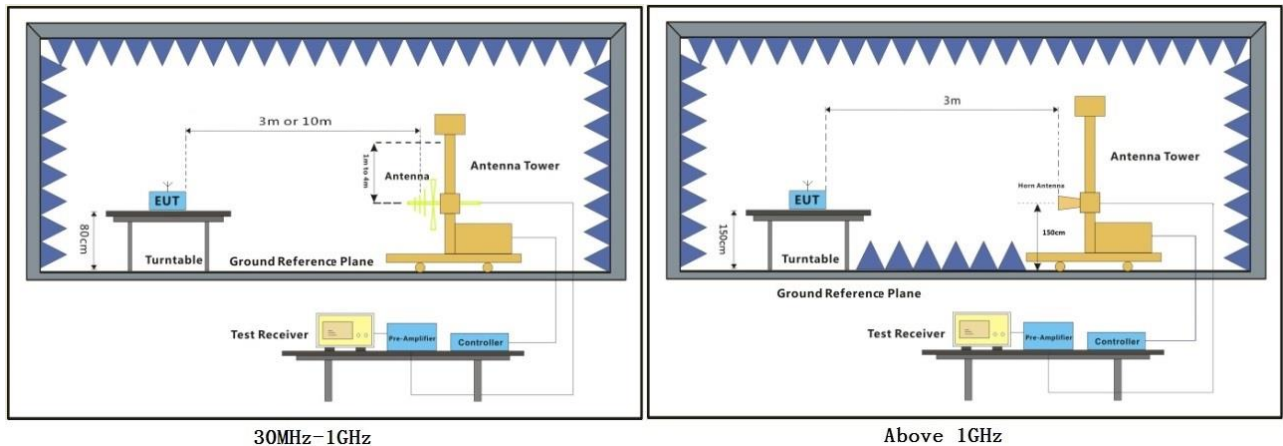 3m or 10m
1m to 4m
Antenna
Antenna Tower
EUT
80cm
Turntable
Ground Reference Plane
Test Receiver
Pre-Amplifier
Controller
30MHz-1GHz
3m
Antenna Tower
Horn Antenna
EUT
150cm
150cm
Turntable
Ground Reference Plane
Test Receiver
Pre-Amplifier
Controller
Above 1GHz